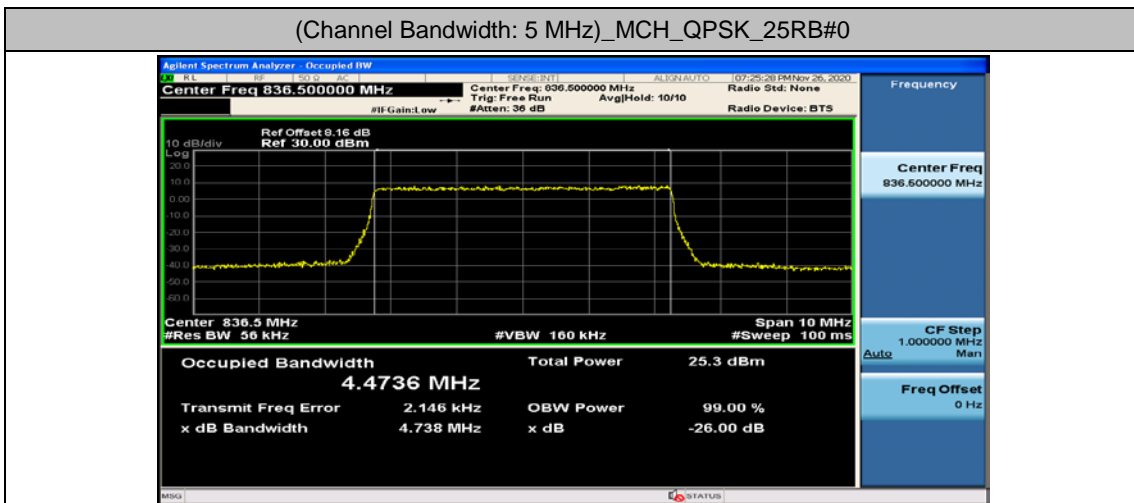 (Channel Bandwidth: 5 MHz)_MCH_QPSK_25RB#0
Agilent Spectrum Analyzer - Occupied BW
RL RF 50 Ω AC SENSE:INT ALIGN AUTO 07:25:28 PM Nov 26, 2020
Center Freq 836.500000 MHz
Center Freq: 836.500000 MHz
Radio Std: None
Trig: Free Run Avg|Hold: 10/10
#IFGain:Low #Atten: 36 dB Radio Device: BTS
Ref Offset 8.16 dB
10 dB/div Ref 30.00 dBm
Log
20.0
10.0
0.00
-10.0
-20.0
-30.0
-40.0
-50.0
-60.0
Center 836.5 MHz Span 10 MHz
#Res BW 56 kHz #VBW 160 kHz #Sweep 100 ms
Occupied Bandwidth Total Power 25.3 dBm
4.4736 MHz
Transmit Freq Error 2.146 kHz OBW Power 99.00 %
x dB Bandwidth 4.738 MHz x dB -26.00 dB
MSG STATUS
Frequency
Center Freq
836.500000 MHz
CF Step
1.000000 MHz
Auto Man
Freq Offset
0 Hz